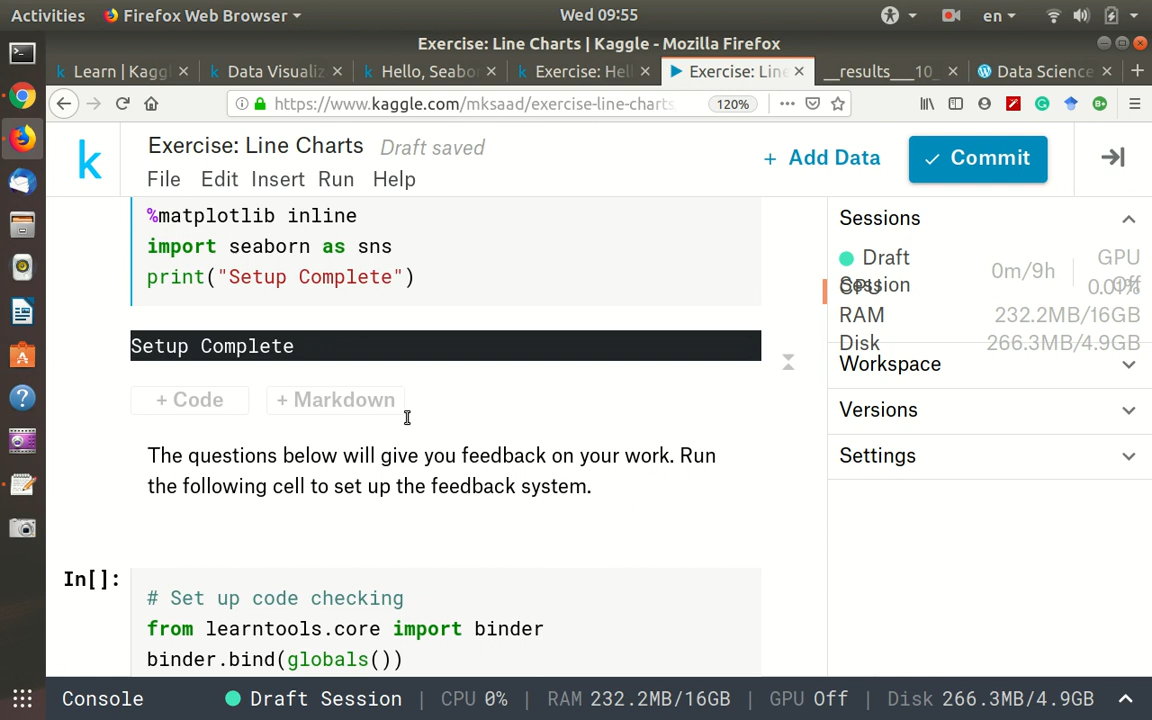 Activities Firefox Web Browser Wed 09:55 en
Exercise: Line Charts | Kaggle - Mozilla Firefox
Learn | Kaggl Data Visualiz Hello, Seabor Exercise: Hel Exercise: Line __results___10_ Data Science
https://www.kaggle.com/mksaad/exercise-line-charts 120%
k Exercise: Line Charts Draft saved
+ Add Data Commit
File Edit Insert Run Help
%matplotlib inline
import seaborn as sns
print("Setup Complete")
Setup Complete
+ Code + Markdown
The questions below will give you feedback on your work. Run
the following cell to set up the feedback system.
In[]:
# Set up code checking
from learntools.core import binder
binder.bind(globals())
Sessions
Draft Session 0m/9h GPU Off
CPU 0.01%
RAM 232.2MB/16GB
Disk 266.3MB/4.9GB
Workspace
Versions
Settings
Console Draft Session | CPU 0% | RAM 232.2MB/16GB | GPU Off | Disk 266.3MB/4.9GB